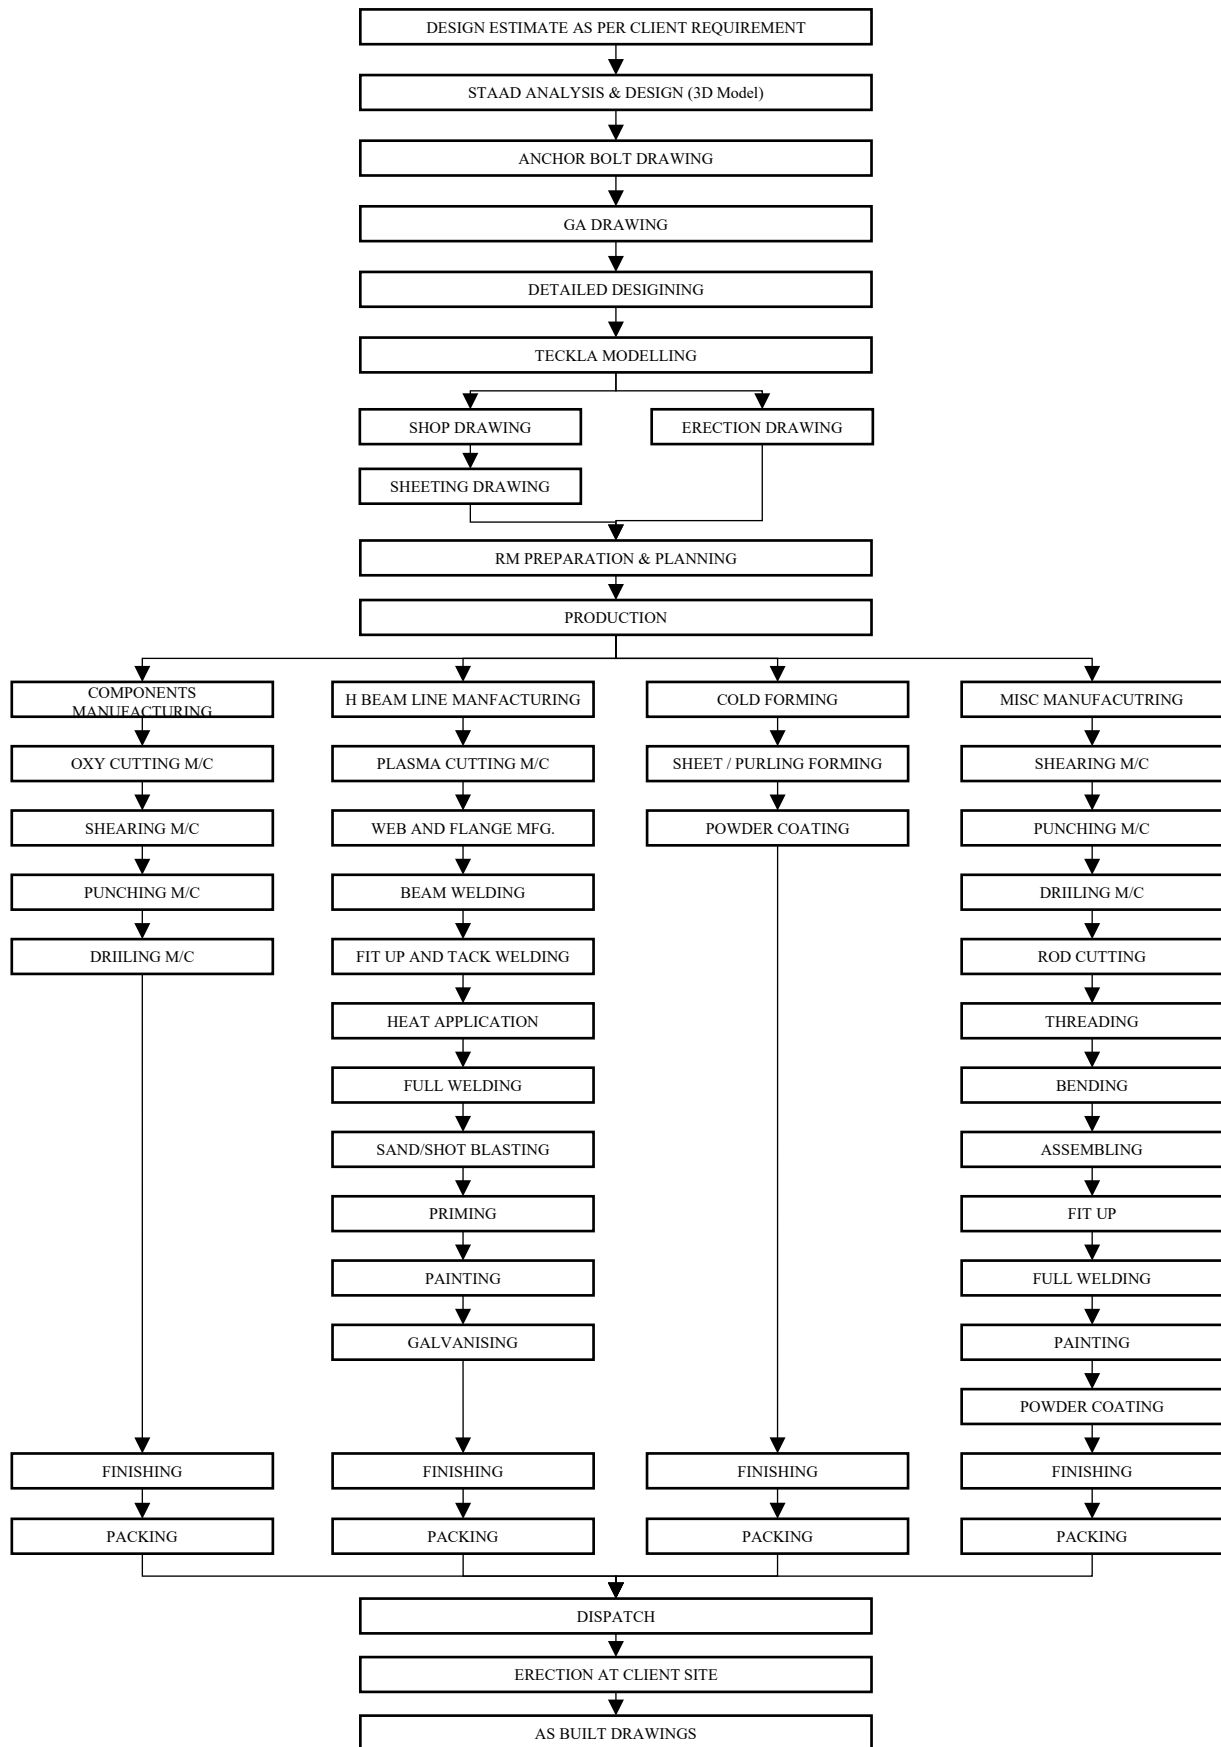 DESIGN ESTIMATE AS PER CLIENT REQUIREMENT
STAAD ANALYSIS & DESIGN (3D Model)
ANCHOR BOLT DRAWING
GA DRAWING
DETAILED DESIGINING
TECKLA MODELLING
SHOP DRAWING
ERECTION DRAWING
SHEETING DRAWING
RM PREPARATION & PLANNING
PRODUCTION
COMPONENTS
MANUFACTURING
OXY CUTTING M/C
SHEARING M/C
PUNCHING M/C
DRIILING M/C
FINISHING
PACKING
H BEAM LINE MANFACTURING
PLASMA CUTTING M/C
WEB AND FLANGE MFG.
BEAM WELDING
FIT UP AND TACK WELDING
HEAT APPLICATION
FULL WELDING
SAND/SHOT BLASTING
PRIMING
PAINTING
GALVANISING
FINISHING
PACKING
COLD FORMING
SHEET / PURLING FORMING
POWDER COATING
FINISHING
PACKING
MISC MANUFACUTRING
SHEARING M/C
PUNCHING M/C
DRIILING M/C
ROD CUTTING
THREADING
BENDING
ASSEMBLING
FIT UP
FULL WELDING
PAINTING
POWDER COATING
FINISHING
PACKING
DISPATCH
ERECTION AT CLIENT SITE
AS BUILT DRAWINGS